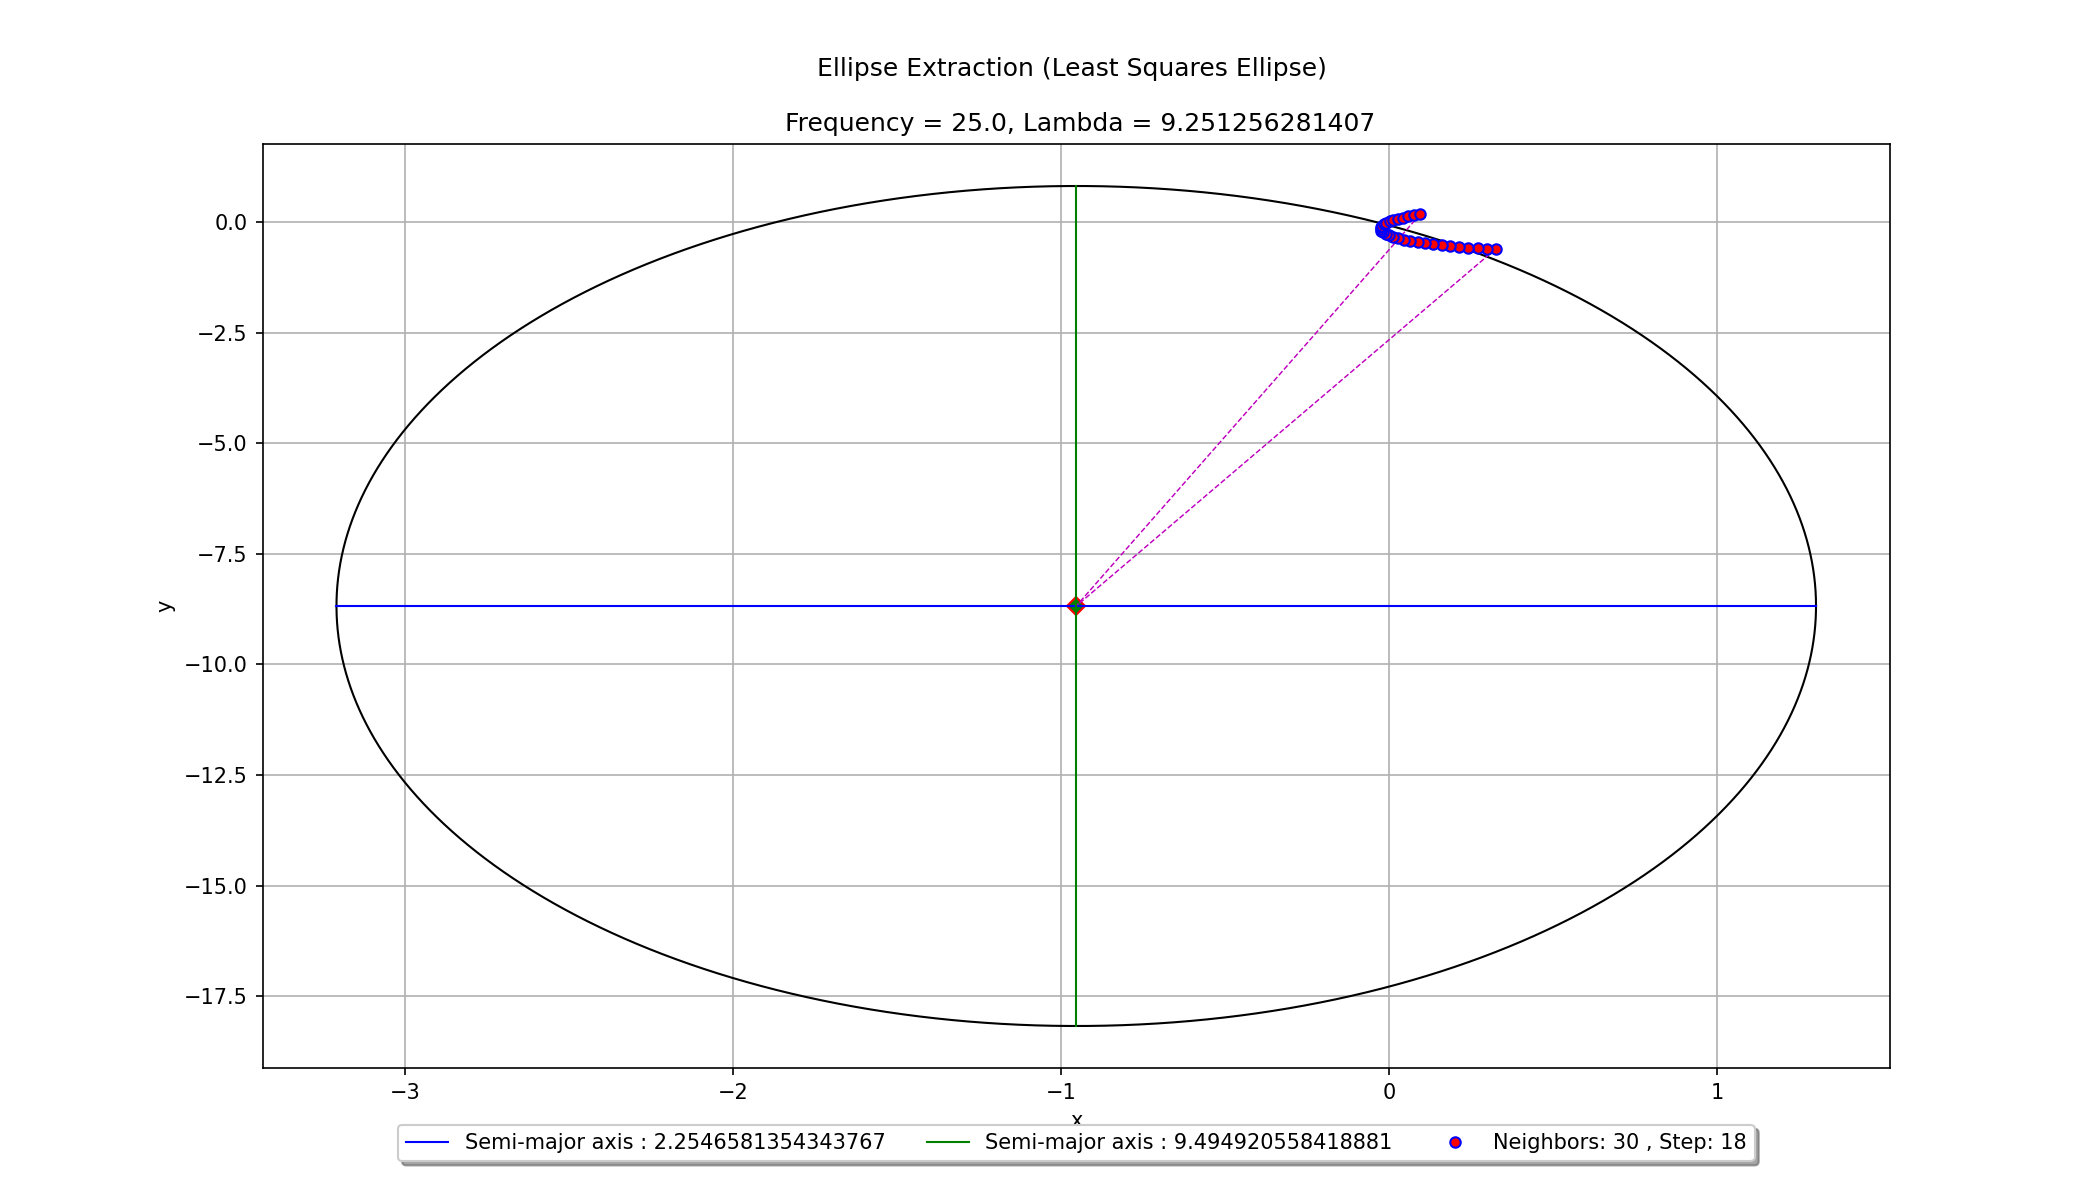 Ellipse Extraction (Least Squares Ellipse)
Frequency = 25.0, Lambda = 9.251256281407
0.0
−2.5
−5.0
−7.5
−10.0
−12.5
−15.0
−17.5
y
−3 −2 −1 0 1
x
Semi-major axis : 2.2546581354343767 Semi-major axis : 9.494920558418881 Neighbors: 30 , Step: 18